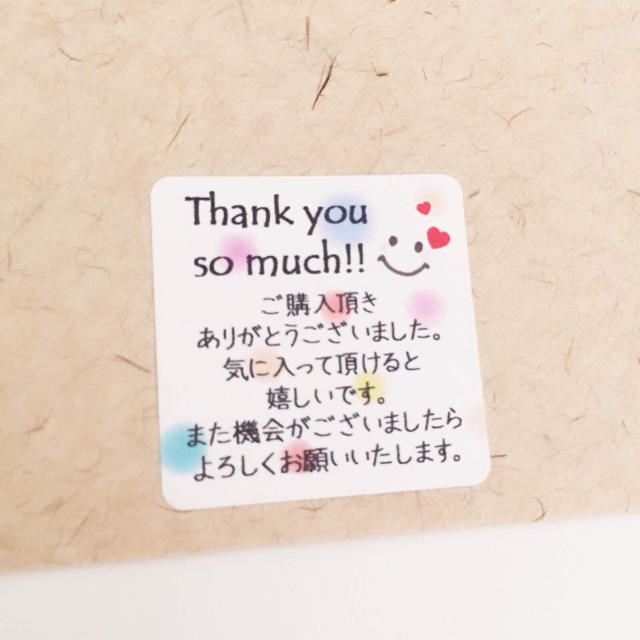 Thank you
so much!!
ご購入頂き
ありがとうございました。
気に入って頂けると
嬉しいです。
また機会がございましたら
よろしくお願いいたします。